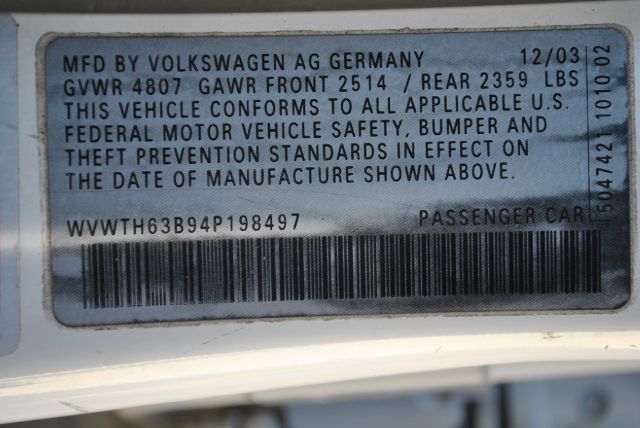 MFD BY VOLKSWAGEN AG GERMANY 12/03
GVWR 4807 GAWR FRONT 2514 / REAR 2359 LBS
THIS VEHICLE CONFORMS TO ALL APPLICABLE U.S.
FEDERAL MOTOR VEHICLE SAFETY, BUMPER AND
THEFT PREVENTION STANDARDS IN EFFECT ON
THE DATE OF MANUFACTURE SHOWN ABOVE.
WVWTH63B94P198497 PASSENGER CAR
5047421 1010 02